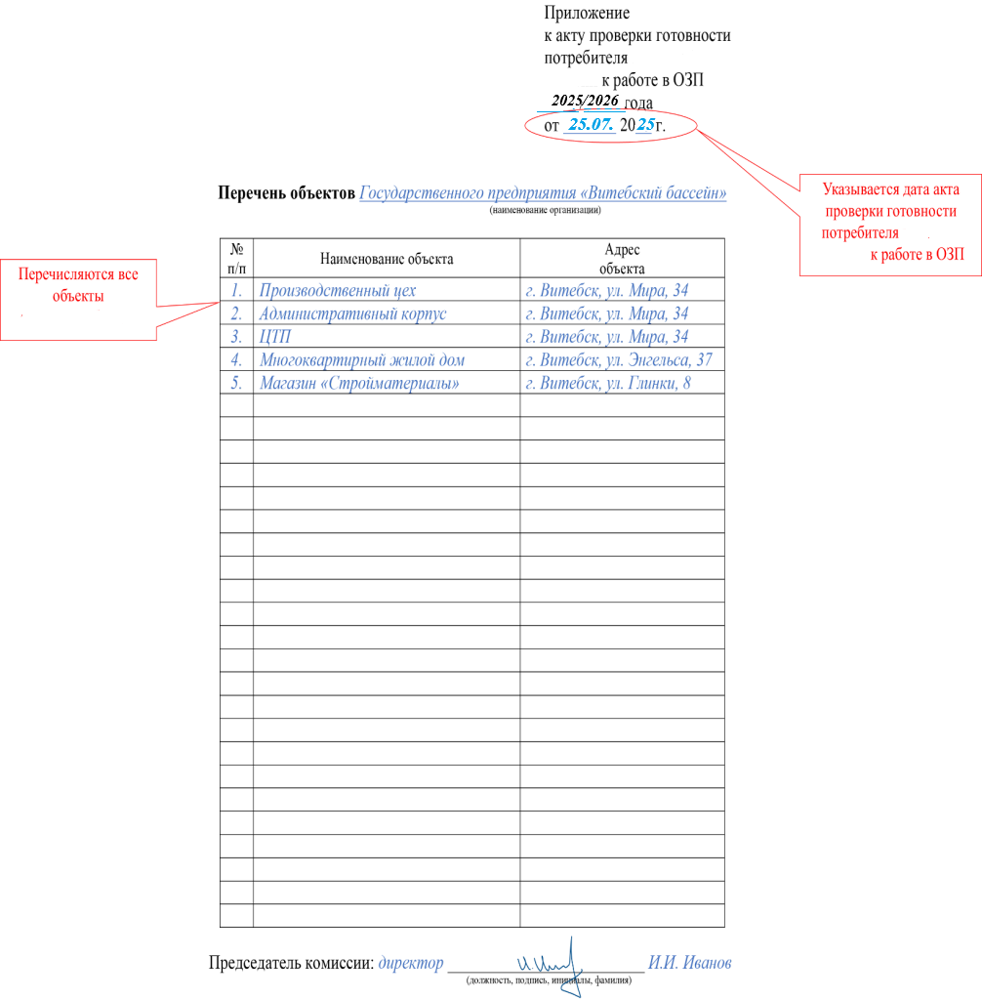 Приложение
к акту проверки готовности
потребителя
к работе в ОЗП
2025/2026 года
от 25.07. 2025 г.
Указывается дата акта
проверки готовности
потребителя
к работе в ОЗП
Перечень объектов Государственного предприятия «Витебский бассейн»
(наименование организации)
Перечисляются все
объекты
№ п/п Наименование объекта Адрес объекта
1. Производственный цех г. Витебск, ул. Мира, 34
2. Административный корпус г. Витебск, ул. Мира, 34
3. ЦТП г. Витебск, ул. Мира, 34
4. Многоквартирный жилой дом г. Витебск, ул. Энгельса, 37
5. Магазин «Стройматериалы» г. Витебск, ул. Глинки, 8
Председатель комиссии: директор И.И. Иванов
(должность, подпись, инициалы, фамилия)